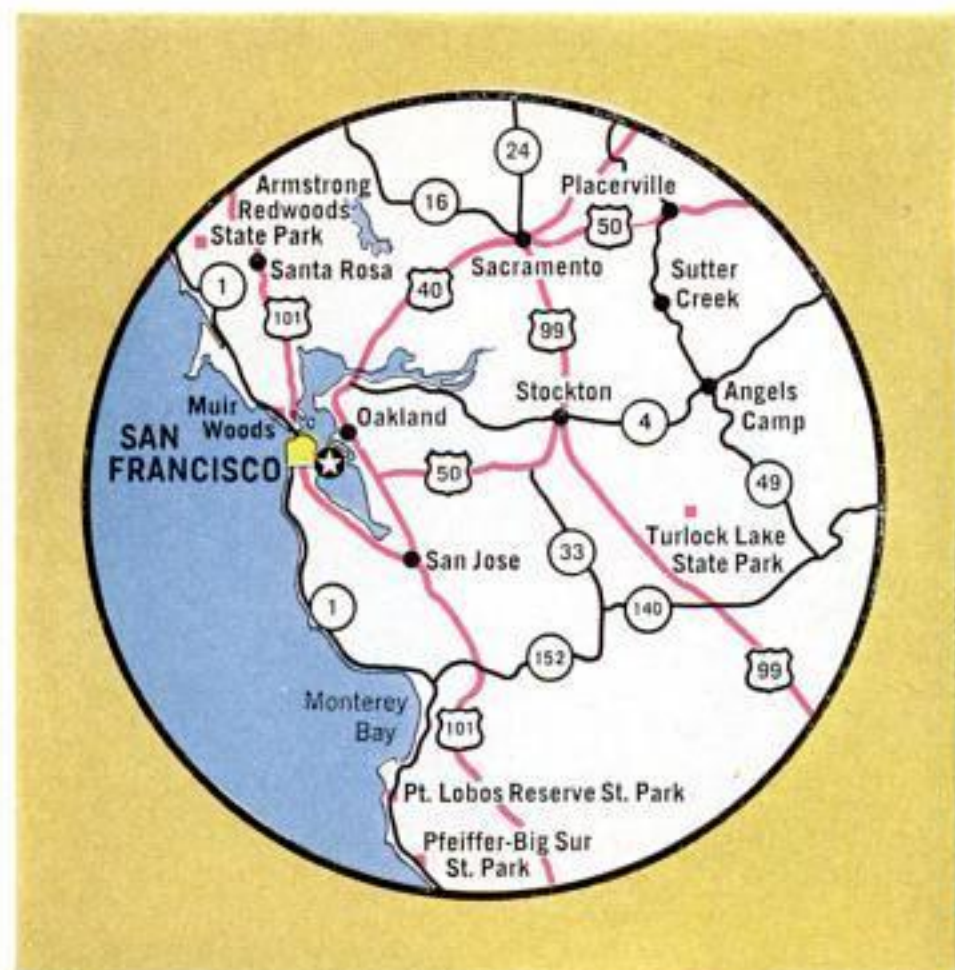 24
Placerville
Armstrong
Redwoods
State Park
16
50
Santa Rosa
Sacramento
Sutter
Creek
1
40
101
99
Stockton
Angels
Camp
Muir
Woods
Oakland
4
SAN
FRANCISCO
50
49
Turlock Lake
State Park
33
San Jose
1
140
152
99
Monterey
Bay
101
Pt. Lobos Reserve St. Park
Pfeiffer-Big Sur
St. Park